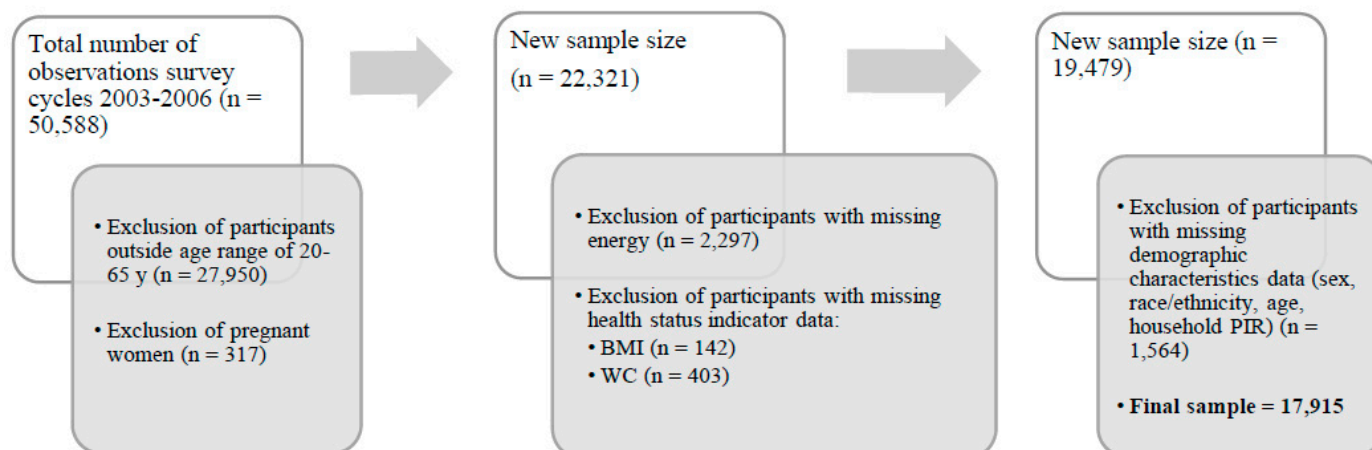 Total number of
observations survey
cycles 2003-2006 (n =
50,588)
• Exclusion of participants
outside age range of 20-
65 y (n = 27,950)
• Exclusion of pregnant
women (n = 317)
New sample size
(n = 22,321)
• Exclusion of participants with missing
energy (n = 2,297)
• Exclusion of participants with missing
health status indicator data:
• BMI (n = 142)
• WC (n = 403)
New sample size (n =
19,479)
• Exclusion of participants
with missing
demographic
characteristics data (sex,
race/ethnicity, age,
household PIR) (n =
1,564)
• Final sample = 17,915